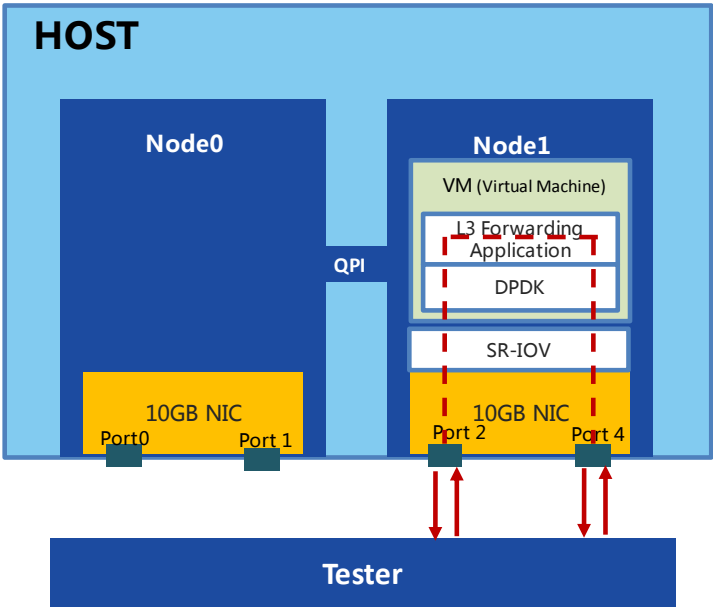 HOST
Node0
Node1
VM (Virtual Machine)
L3 Forwarding
Application
QPI
DPDK
SR-IOV
10GB NIC
10GB NIC
Port0
Port 1
Port 2
Port 4
Tester